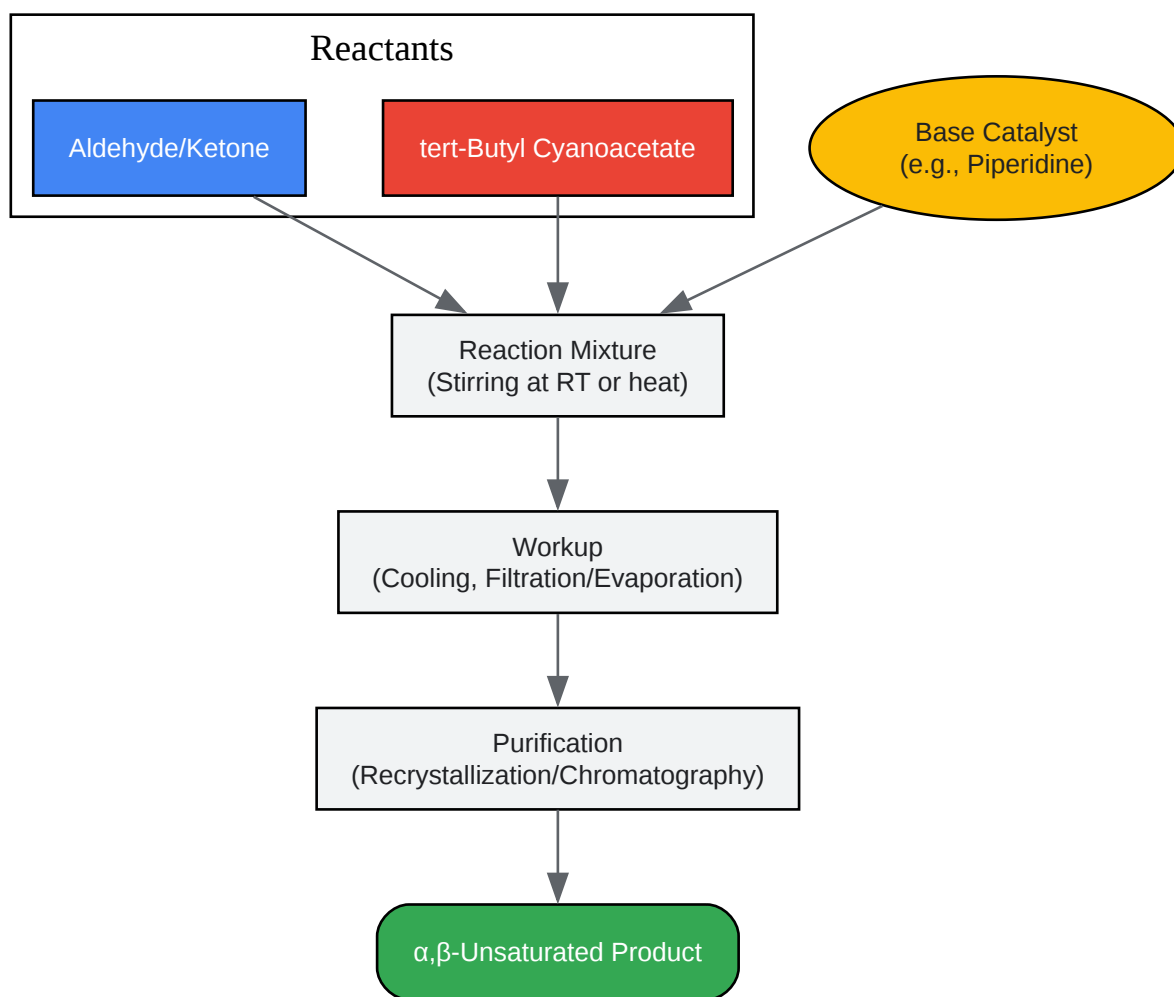 Reactants
Aldehyde/Ketone
tert-Butyl Cyanoacetate
Base Catalyst
(e.g., Piperidine)
Reaction Mixture
(Stirring at RT or heat)
Workup
(Cooling, Filtration/Evaporation)
Purification
(Recrystallization/Chromatography)
α,β-Unsaturated Product